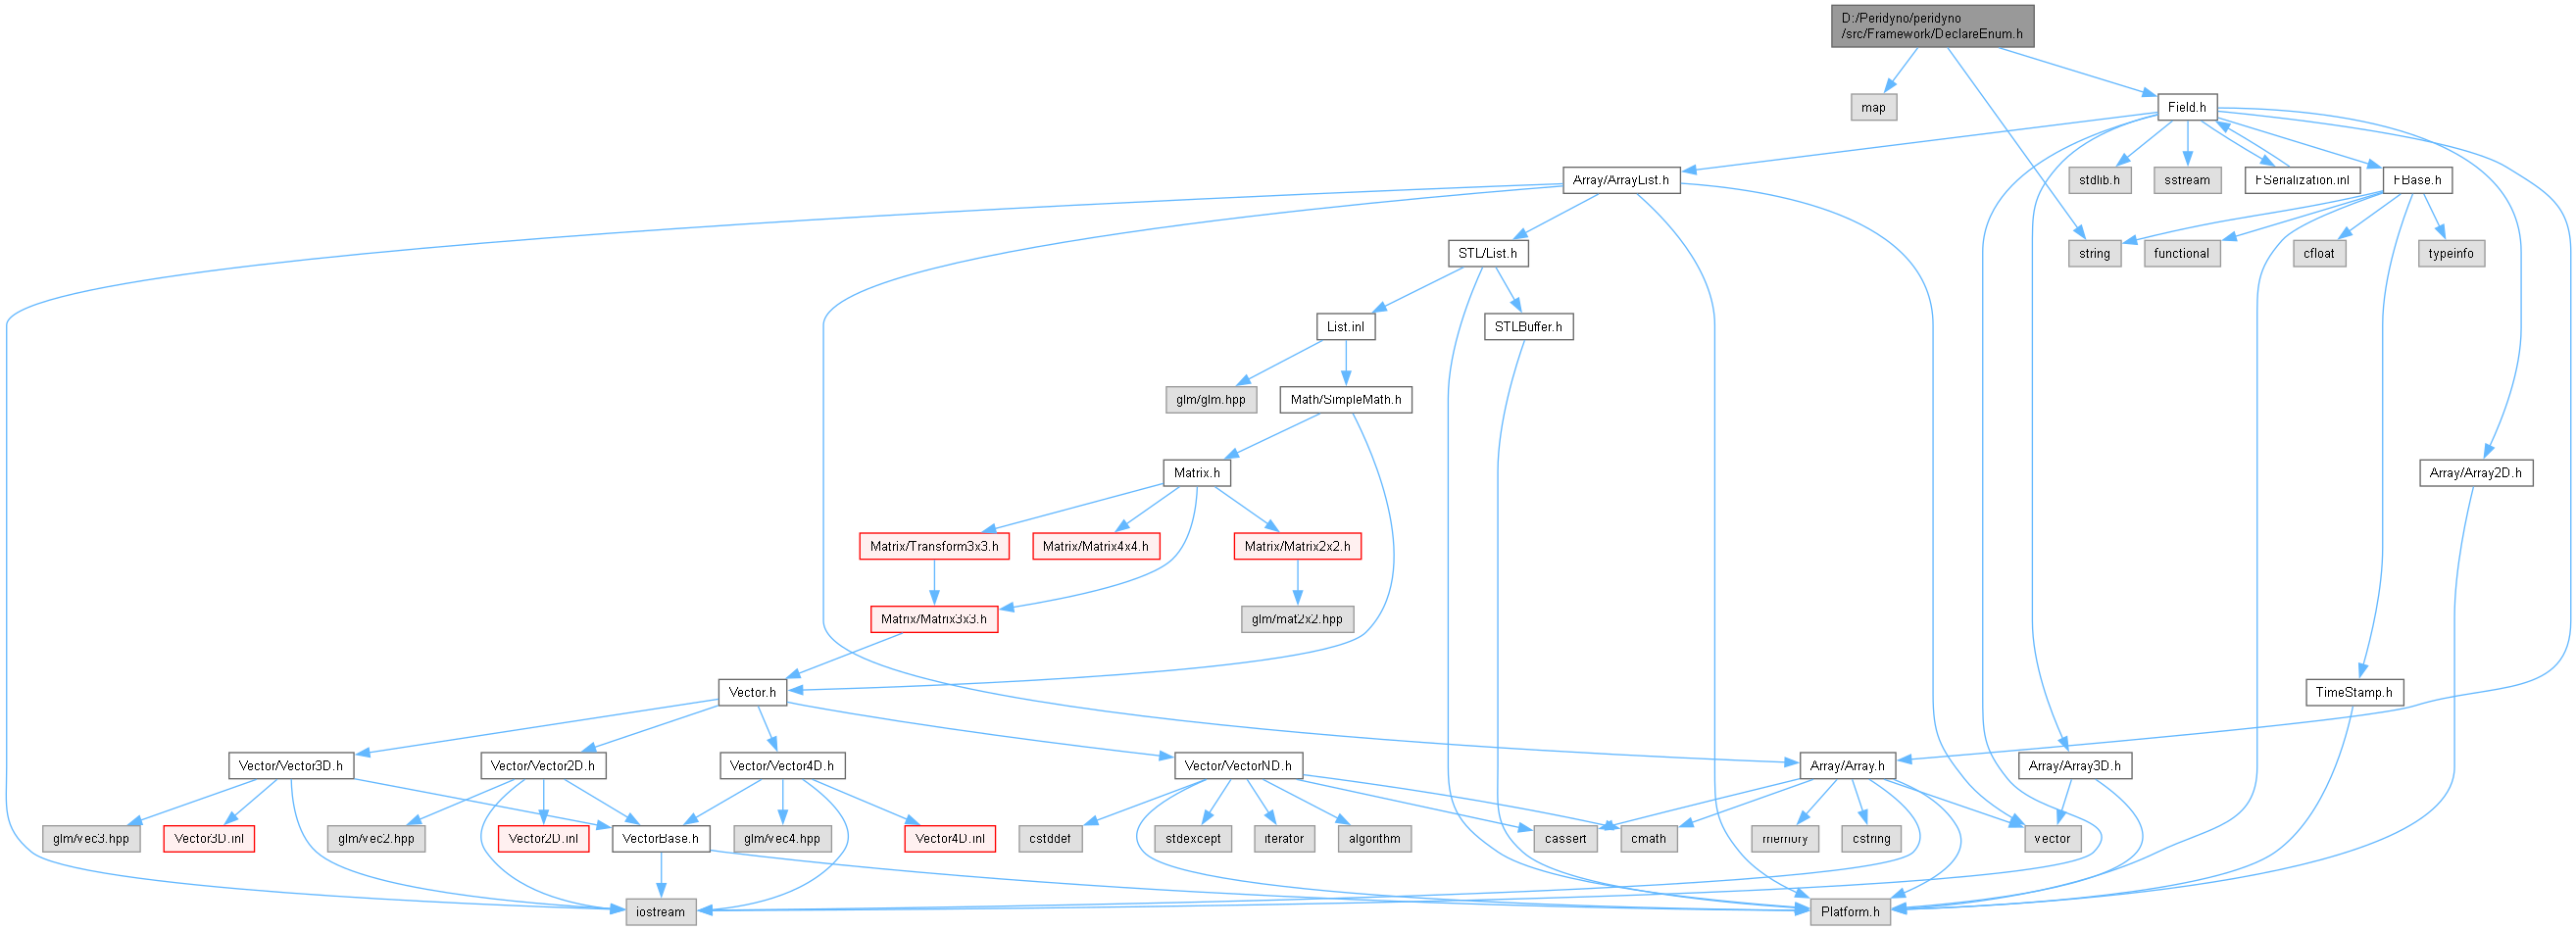 D:/Peridyno/peridyno
/src/Framework/DeclareEnum.h
map
Field.h
Array/ArrayList.h
stdlib.h
sstream
FSerialization.inl
FBase.h
STL/List.h
string
functional
cfloat
typeinfo
List.inl
STLBuffer.h
glm/glm.hpp
Math/SimpleMath.h
Matrix.h
Array/Array2D.h
Matrix/Transform3x3.h
Matrix/Matrix4x4.h
Matrix/Matrix2x2.h
Matrix/Matrix3x3.h
glm/mat2x2.hpp
Vector.h
TimeStamp.h
Vector/Vector3D.h
Vector/Vector2D.h
Vector/Vector4D.h
Vector/VectorND.h
Array/Array.h
Array/Array3D.h
glm/vec3.hpp
Vector3D.inl
glm/vec2.hpp
Vector2D.inl
VectorBase.h
glm/vec4.hpp
Vector4D.inl
cstddef
stdexcept
iterator
algorithm
cassert
cmath
memory
cstring
vector
iostream
Platform.h